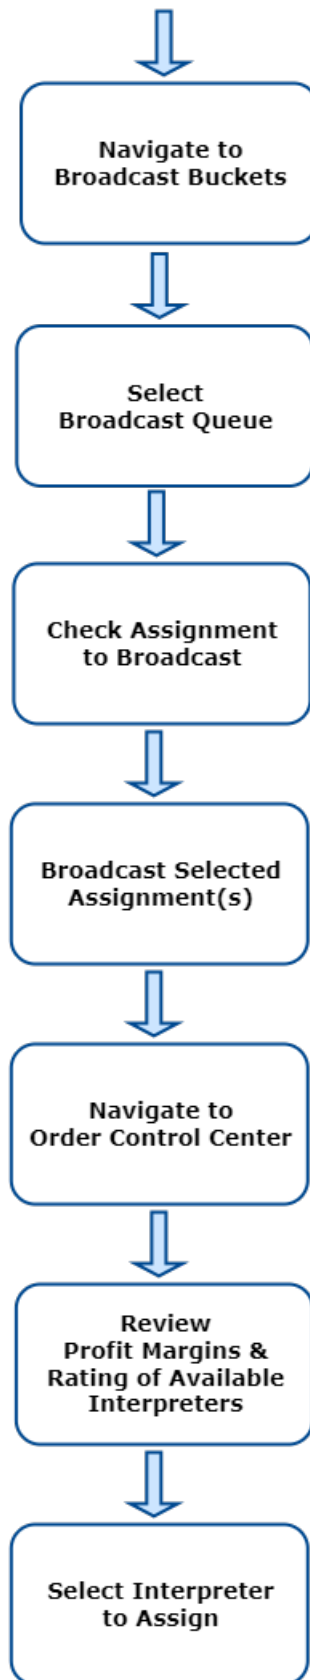 Navigate to
Broadcast Buckets
Select
Broadcast Queue
Check Assignment
to Broadcast
Broadcast Selected
Assignment(s)
Navigate to
Order Control Center
Review
Profit Margins &
Rating of Available
Interpreters
Select Interpreter
to Assign